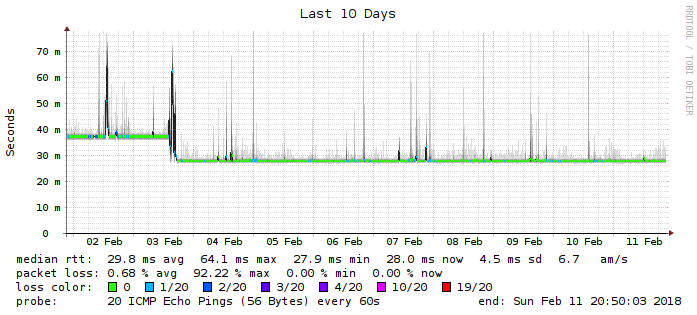 Last 10 Days
RRDTOOL / TOBI OETIKER
Seconds
70 m
60 m
50 m
40 m
30 m
20 m
10 m
0
02 Feb 03 Feb 04 Feb 05 Feb 06 Feb 07 Feb 08 Feb 09 Feb 10 Feb 11 Feb
median rtt: 29.8 ms avg 64.1 ms max 27.9 ms min 28.0 ms now 4.5 ms sd 6.7 am/s
packet loss: 0.68 % avg 92.22 % max 0.00 % min 0.00 % now
loss color: 0 1/20 2/20 3/20 4/20 10/20 19/20
probe: 20 ICMP Echo Pings (56 Bytes) every 60s end: Sun Feb 11 20:50:03 2018